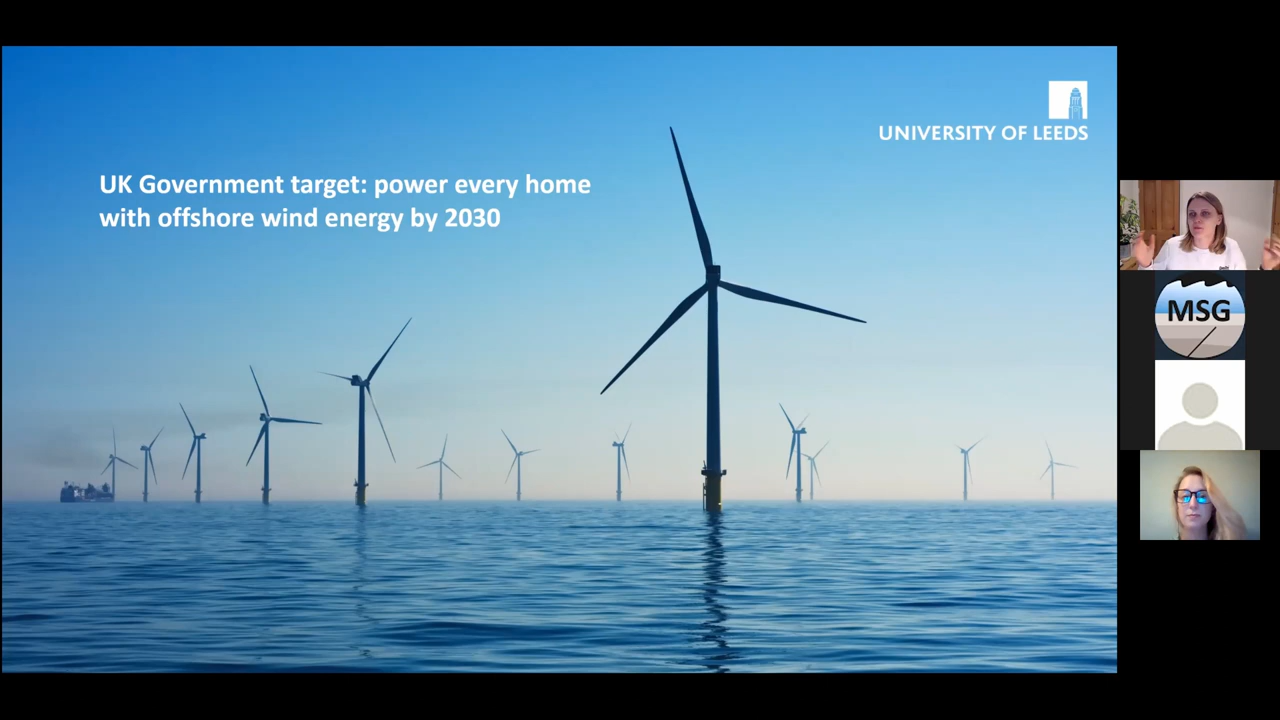 UNIVERSITY OF LEEDS
UK Government target: power every home
with offshore wind energy by 2030
MSG